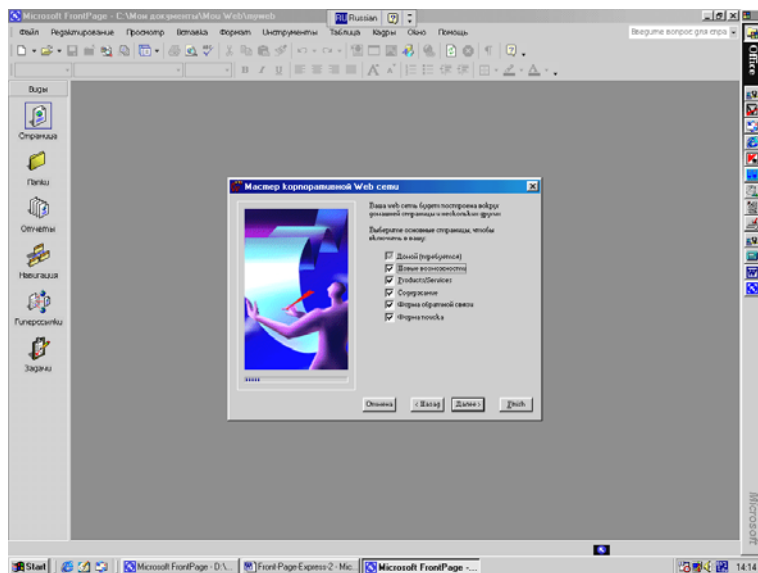 Microsoft FrontPage - C:\Мои документы\Mou Web\myweb
Russian
Файл Редактирование Просмотр Вставка Формат Инструменты Таблица Кадры Окно Помощь
Введите вопрос для спра
Виды
Страница
Папки
Отчеты
Навигация
Гиперссылки
Задачи
Office
Мастер корпоративной Web сети
Ваша web сеть будет построена вокруг
домашней страницы и нескольких других
Выберите основные страницы, чтобы
включить в вашу:
Домой (требуется)
Новые возможности
Products/Services
Содержание
Форма обратной связи
Форма поиска
Отмена
< Назад
Далее >
Finish
Microsoft
Start
Microsoft FrontPage - D:\...
Front-Page-Express-2 - Mic...
Microsoft FrontPage -...
14:14